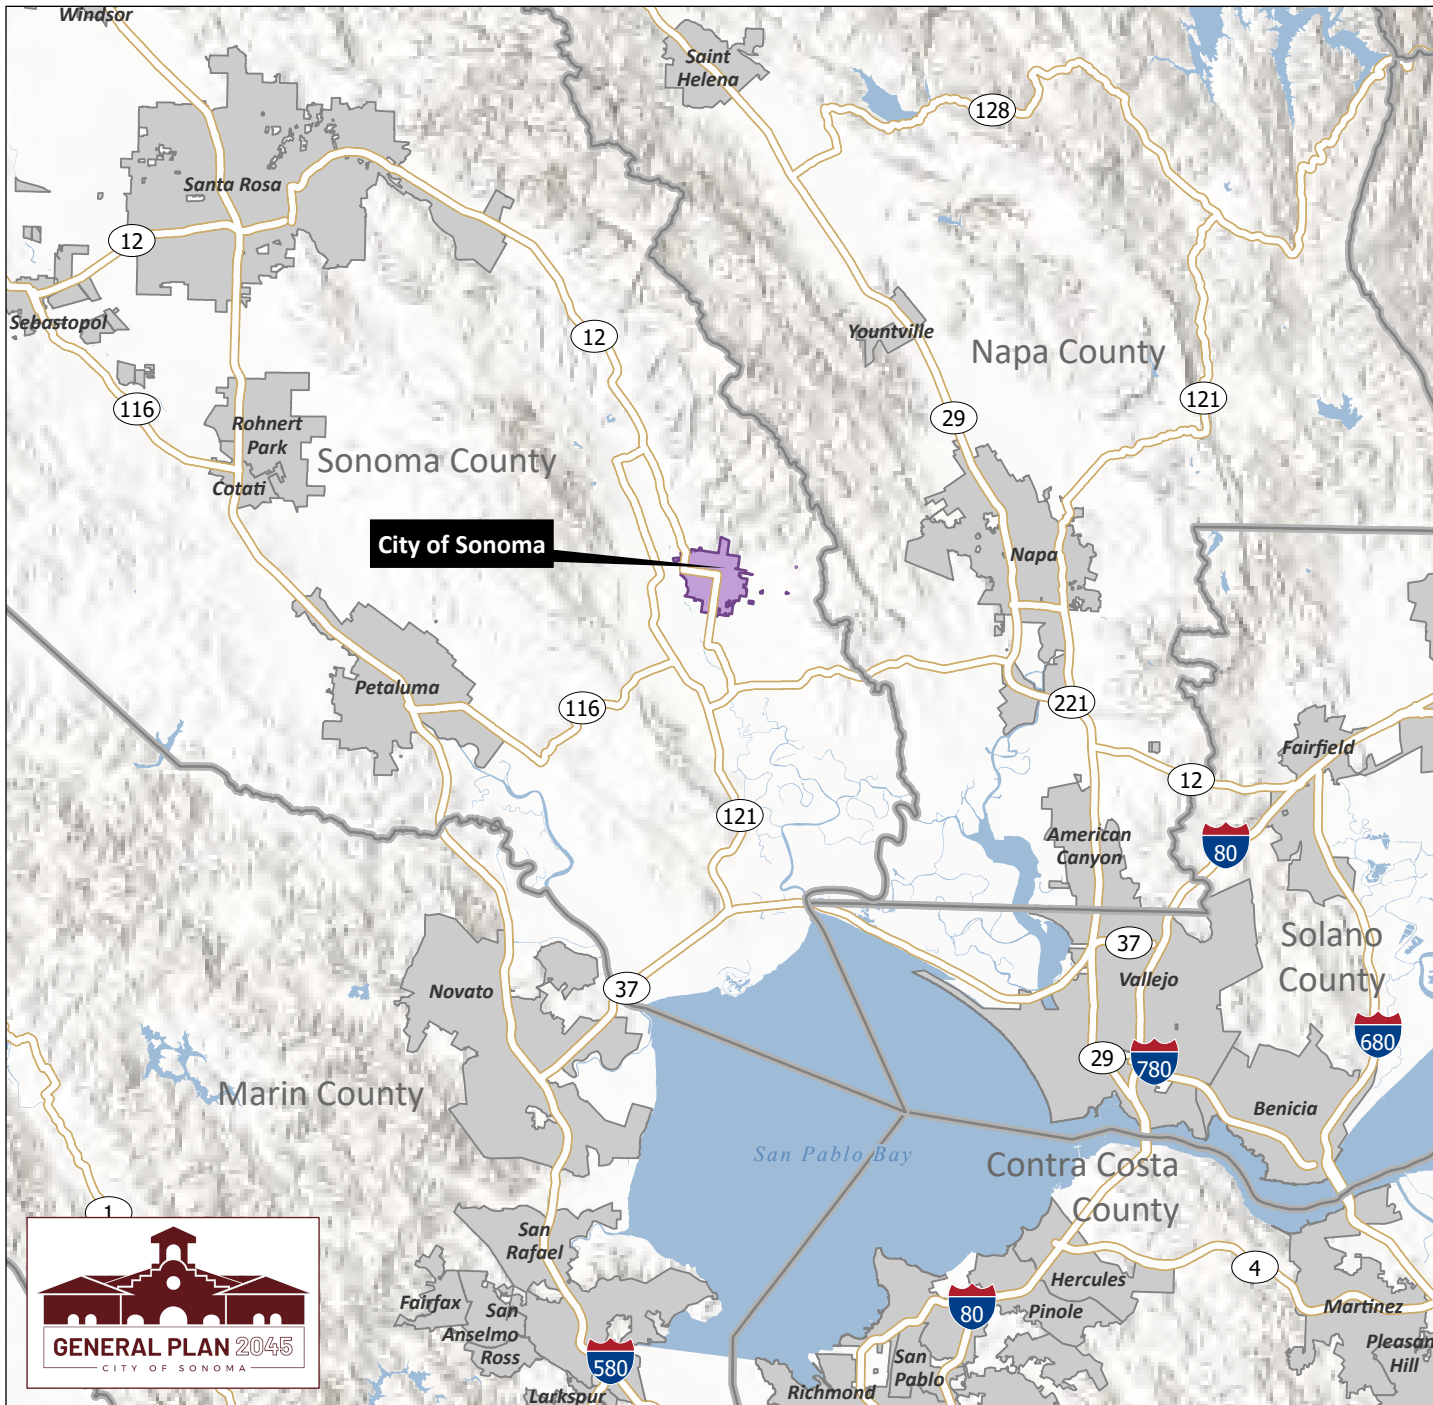 Windsor
Saint
Helena
128
Santa Rosa
12
Sebastopol
12
Yountville
Napa County
116
29
121
Rohnert
Park
Sonoma County
Cotati
City of Sonoma
Napa
Petaluma
116
221
Fairfield
12
121
American
Canyon
80
Solano
County
37
Vallejo
Novato
37
680
29
780
Marin County
Benicia
San Pablo Bay
Contra Costa
County
1
San
Rafael
4
Hercules
Fairfax
San
Anselmo
Ross
Pinole
80
Martinez
Pleasan
Hill
580
San
Pablo
Larkspur
Richmond
GENERAL PLAN 2045
CITY OF SONOMA